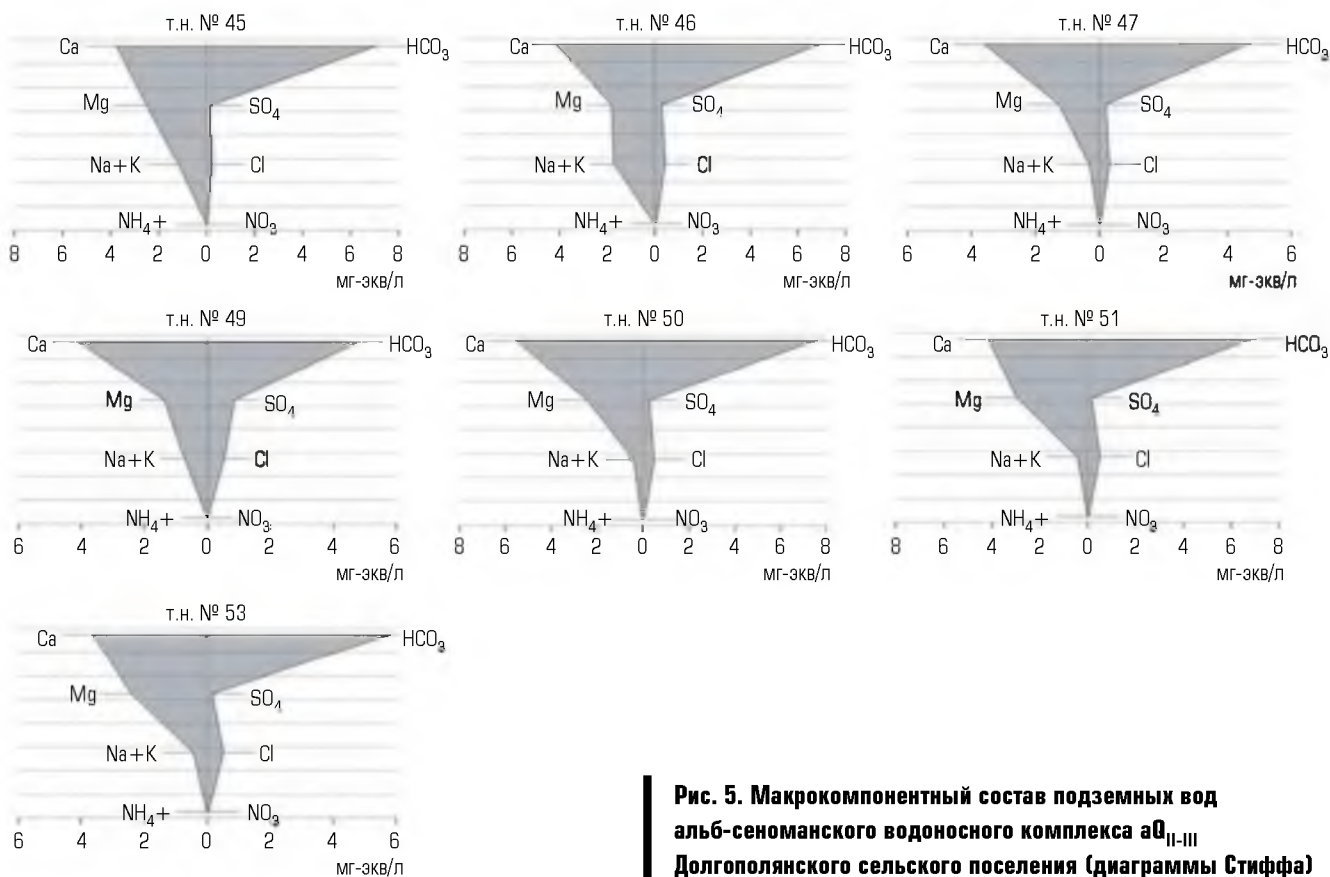 т.н. № 45
Ca HCO₃
Mg SO₄
Na+K Cl
NH₄+ NO₃
8 6 4 2 0 2 4 6 8
мг-экв/л
т.н. № 46
Ca HCO₃
Mg SO₄
Na+K Cl
NH₄+ NO₃
8 6 4 2 0 2 4 6 8
мг-экв/л
т.н. № 47
Ca HCO₃
Mg SO₄
Na+K Cl
NH₄+ NO₃
6 4 2 0 2 4 6
мг-экв/л
т.н. № 49
Ca HCO₃
Mg SO₄
Na+K Cl
NH₄+ NO₃
6 4 2 0 2 4 6
мг-экв/л
т.н. № 50
Ca HCO₃
Mg SO₄
Na+K Cl
NH₄+ NO₃
8 6 4 2 0 2 4 6 8
мг-экв/л
т.н. № 51
Ca HCO₃
Mg SO₄
Na+K Cl
NH₄+ NO₃
8 6 4 2 0 2 4 6 8
мг-экв/л
т.н. № 53
Ca HCO₃
Mg SO₄
Na+K Cl
NH₄+ NO₃
6 4 2 0 2 4 6
мг-экв/л
Рис. 5. Макрокомпонентный состав подземных вод
альб-сеноманского водоносного комплекса aQ_II-III
Долгополянского сельского поселения (диаграммы Стиффа)